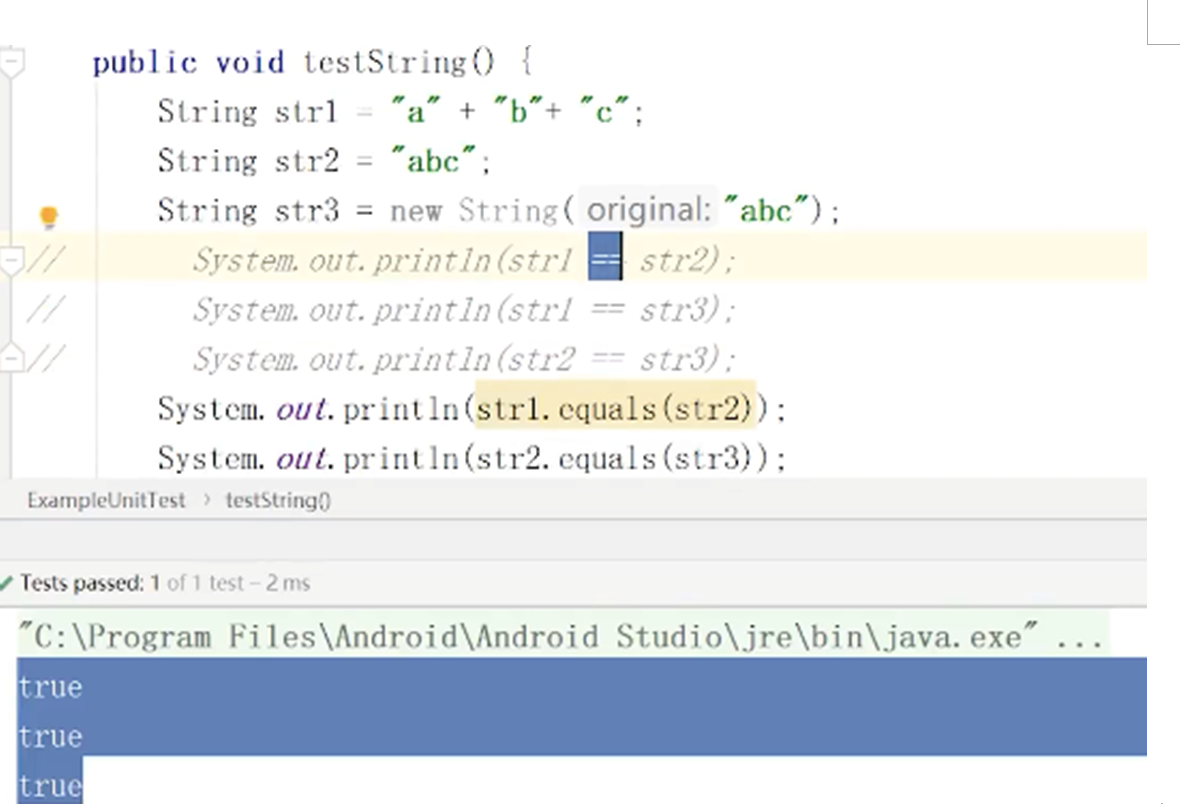 public void testString() {
String str1 = "a" + "b"+ "c";
String str2 = "abc";
String str3 = new String( original: "abc");
// System.out.println(str1 == str2);
// System.out.println(str1 == str3);
// System.out.println(str2 == str3);
System.out.println(str1.equals(str2));
System.out.println(str2.equals(str3));
ExampleUnitTest › testString()
Tests passed: 1 of 1 test – 2 ms
"C:\Program Files\Android\Android Studio\jre\bin\java.exe" ...
true
true
true